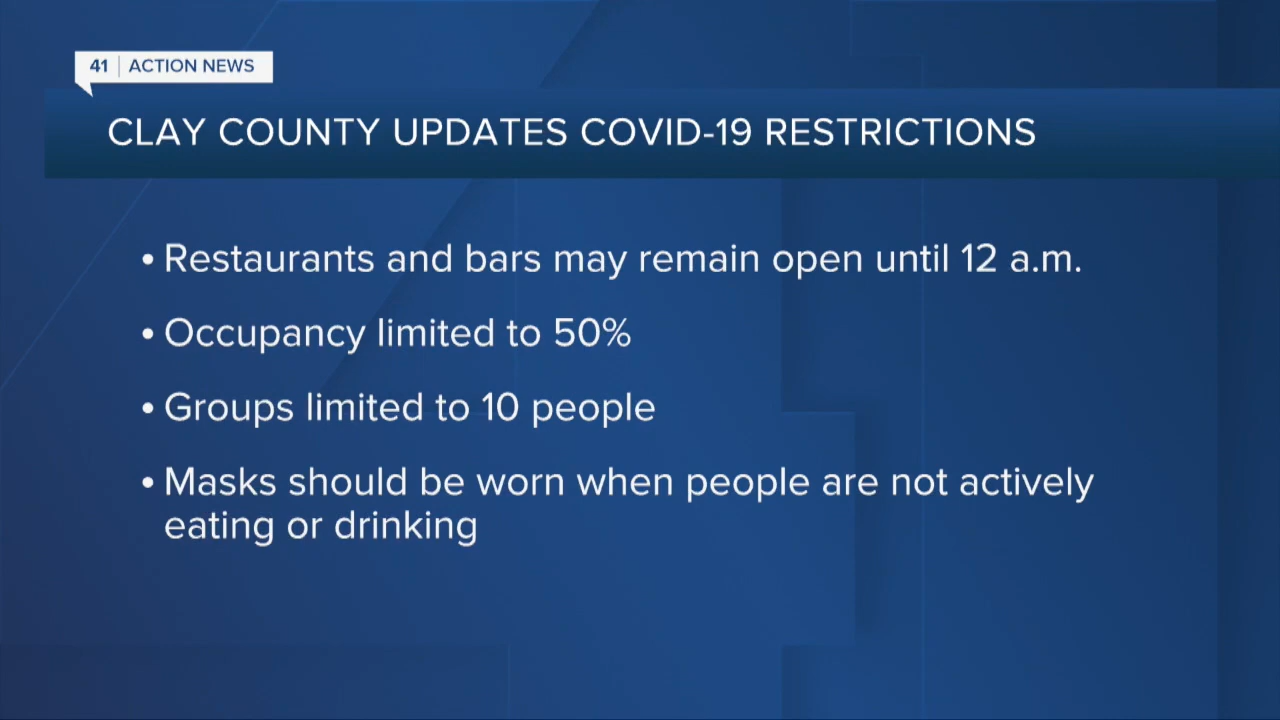 41 | ACTION NEWS
CLAY COUNTY UPDATES COVID-19 RESTRICTIONS
• Restaurants and bars may remain open until 12 a.m.
• Occupancy limited to 50%
• Groups limited to 10 people
• Masks should be worn when people are not actively
eating or drinking